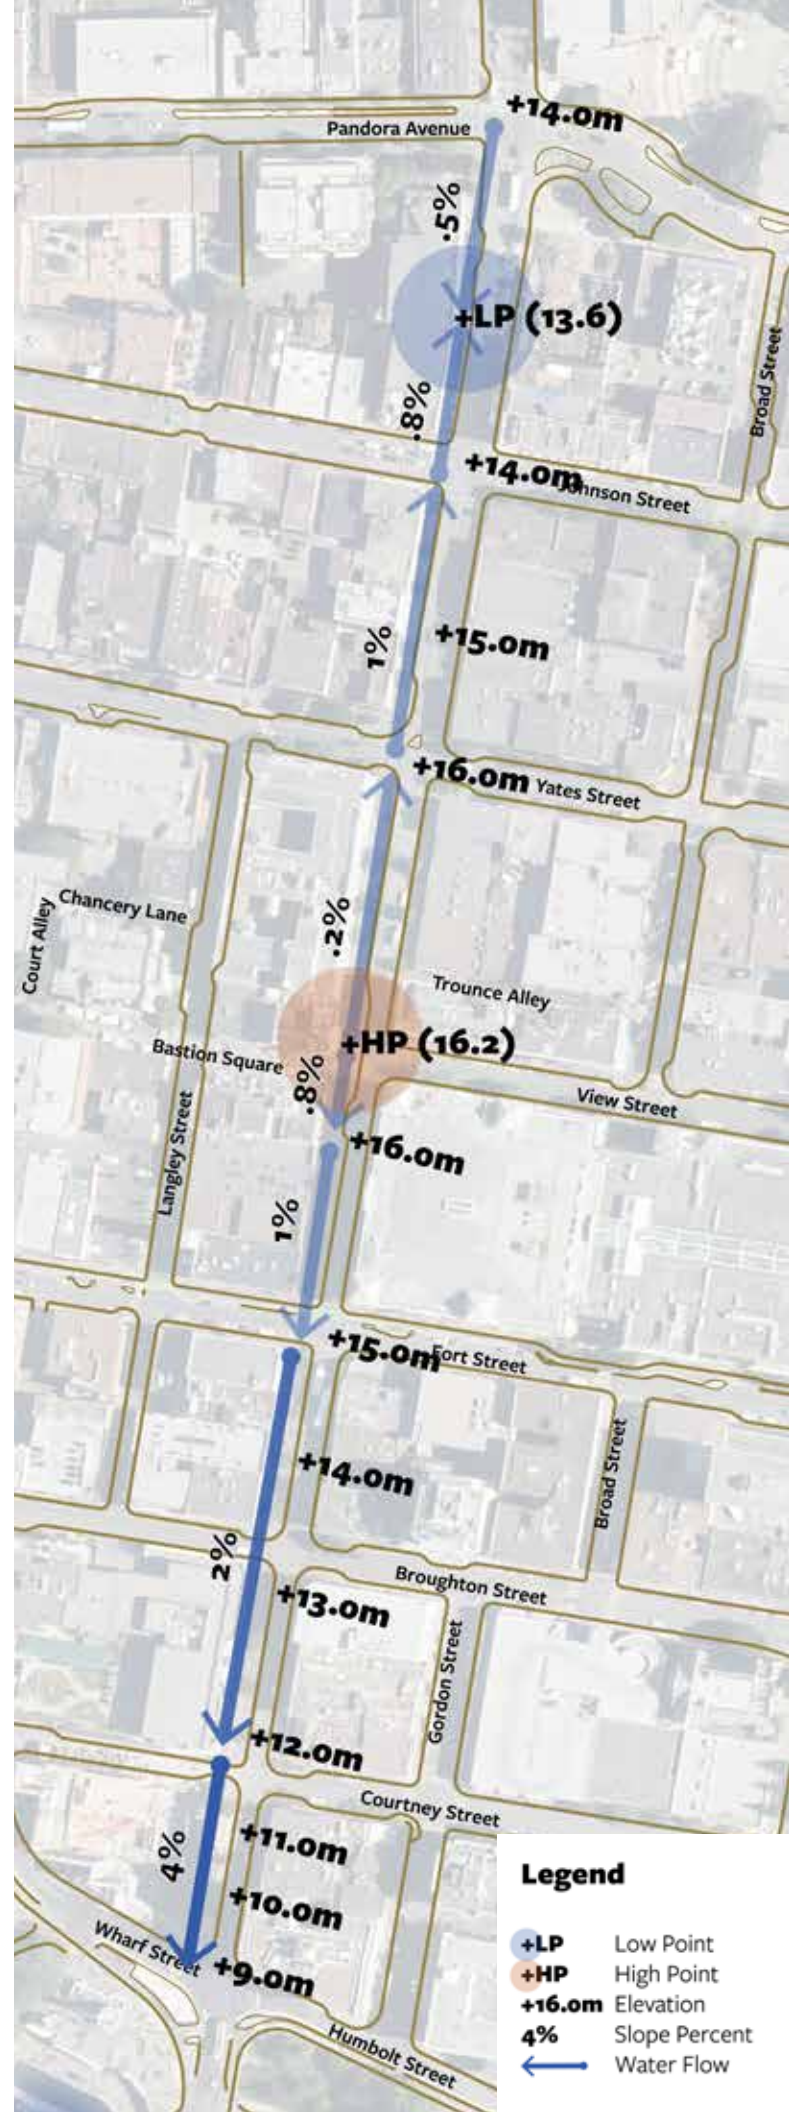 +14.0m
Pandora Avenue
.5%
+LP (13.6)
Broad Street
.8%
+14.0m
Johnson Street
1%
+15.0m
+16.0m
Yates Street
Chancery Lane
.2%
Court Alley
Trounce Alley
+HP (16.2)
Bastion Square
.8%
View Street
Langley Street
+16.0m
1%
+15.0m
Fort Street
+14.0m
Broad Street
2%
Broughton Street
+13.0m
Gordon Street
+12.0m
Courtney Street
+11.0m
4%
+10.0m
Wharf Street
+9.0m
Humbolt Street
Legend
+LP Low Point
+HP High Point
+16.0m Elevation
4% Slope Percent
Water Flow